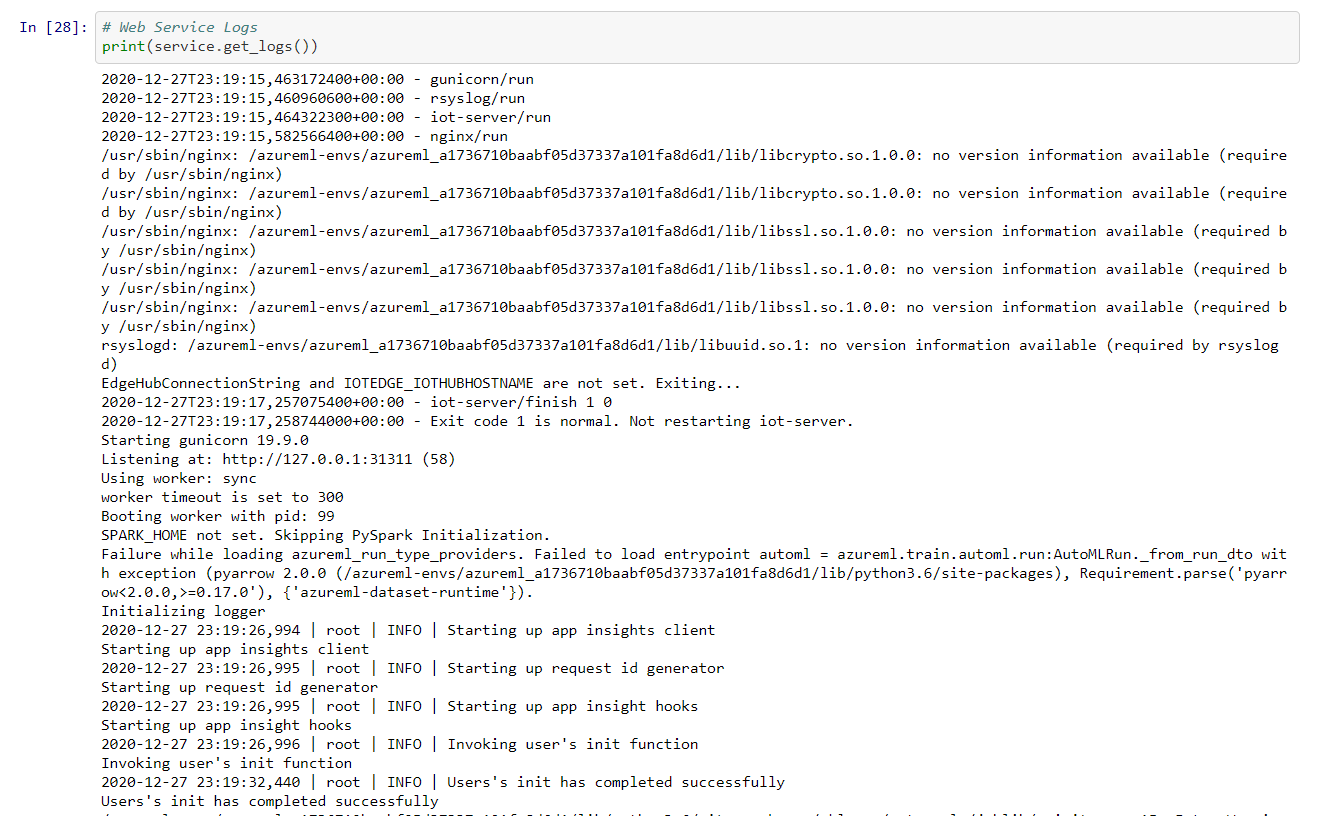 In [28]:
# Web Service Logs
print(service.get_logs())
2020-12-27T23:19:15,463172400+00:00 - gunicorn/run
2020-12-27T23:19:15,460960600+00:00 - rsyslog/run
2020-12-27T23:19:15,464322300+00:00 - iot-server/run
2020-12-27T23:19:15,582566400+00:00 - nginx/run
/usr/sbin/nginx: /azureml-envs/azureml_a1736710baabf05d37337a101fa8d6d1/lib/libcrypto.so.1.0.0: no version information available (require
d by /usr/sbin/nginx)
/usr/sbin/nginx: /azureml-envs/azureml_a1736710baabf05d37337a101fa8d6d1/lib/libcrypto.so.1.0.0: no version information available (require
d by /usr/sbin/nginx)
/usr/sbin/nginx: /azureml-envs/azureml_a1736710baabf05d37337a101fa8d6d1/lib/libssl.so.1.0.0: no version information available (required b
y /usr/sbin/nginx)
/usr/sbin/nginx: /azureml-envs/azureml_a1736710baabf05d37337a101fa8d6d1/lib/libssl.so.1.0.0: no version information available (required b
y /usr/sbin/nginx)
/usr/sbin/nginx: /azureml-envs/azureml_a1736710baabf05d37337a101fa8d6d1/lib/libssl.so.1.0.0: no version information available (required b
y /usr/sbin/nginx)
rsyslogd: /azureml-envs/azureml_a1736710baabf05d37337a101fa8d6d1/lib/libuuid.so.1: no version information available (required by rsyslog
d)
EdgeHubConnectionString and IOTEDGE_IOTHUBHOSTNAME are not set. Exiting...
2020-12-27T23:19:17,257075400+00:00 - iot-server/finish 1 0
2020-12-27T23:19:17,258744000+00:00 - Exit code 1 is normal. Not restarting iot-server.
Starting gunicorn 19.9.0
Listening at: http://127.0.0.1:31311 (58)
Using worker: sync
worker timeout is set to 300
Booting worker with pid: 99
SPARK_HOME not set. Skipping PySpark Initialization.
Failure while loading azureml_run_type_providers. Failed to load entrypoint automl = azureml.train.automl.run:AutoMLRun._from_run_dto wit
h exception (pyarrow 2.0.0 (/azureml-envs/azureml_a1736710baabf05d37337a101fa8d6d1/lib/python3.6/site-packages), Requirement.parse('pyarr
ow<2.0.0,>=0.17.0'), {'azureml-dataset-runtime'}).
Initializing logger
2020-12-27 23:19:26,994 | root | INFO | Starting up app insights client
Starting up app insights client
2020-12-27 23:19:26,995 | root | INFO | Starting up request id generator
Starting up request id generator
2020-12-27 23:19:26,995 | root | INFO | Starting up app insight hooks
Starting up app insight hooks
2020-12-27 23:19:26,996 | root | INFO | Invoking user's init function
Invoking user's init function
2020-12-27 23:19:32,440 | root | INFO | Users's init has completed successfully
Users's init has completed successfully